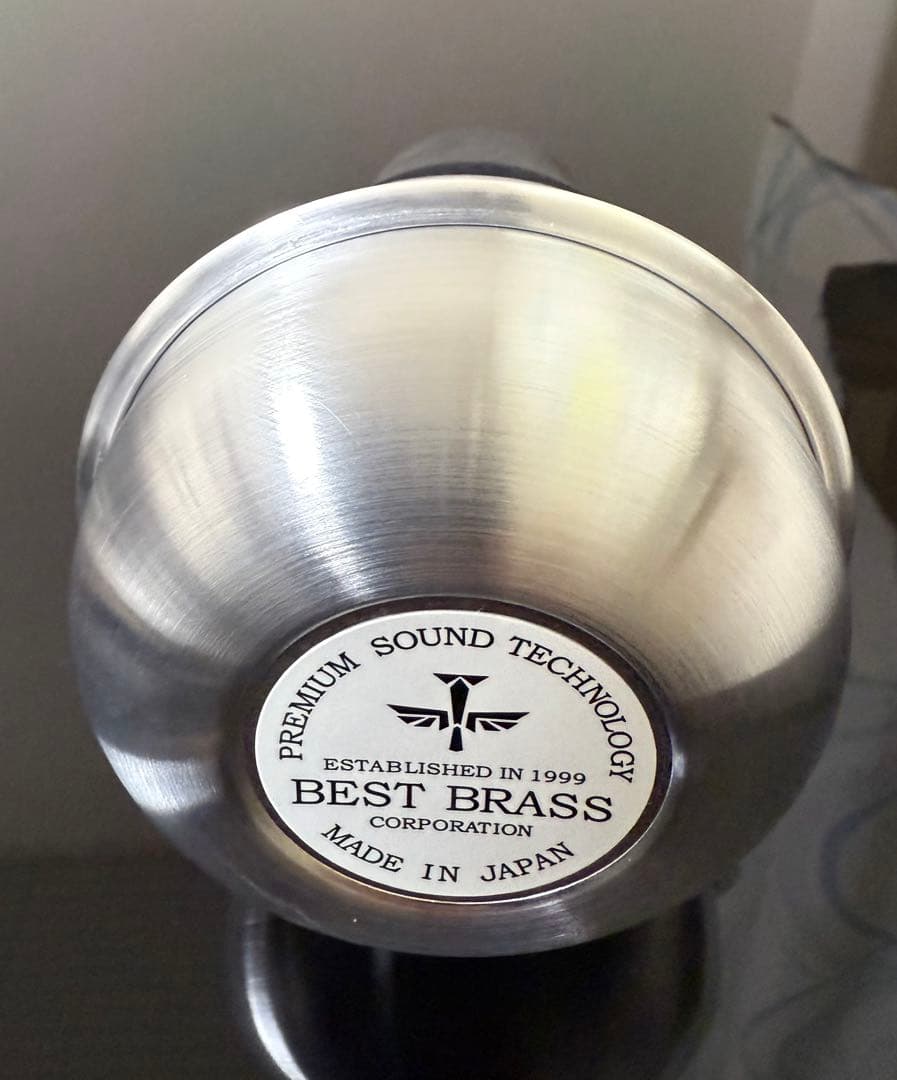 PREMIUM SOUND TECHNOLOGY
ESTABLISHED IN 1999
BEST BRASS
CORPORATION
MADE IN JAPAN